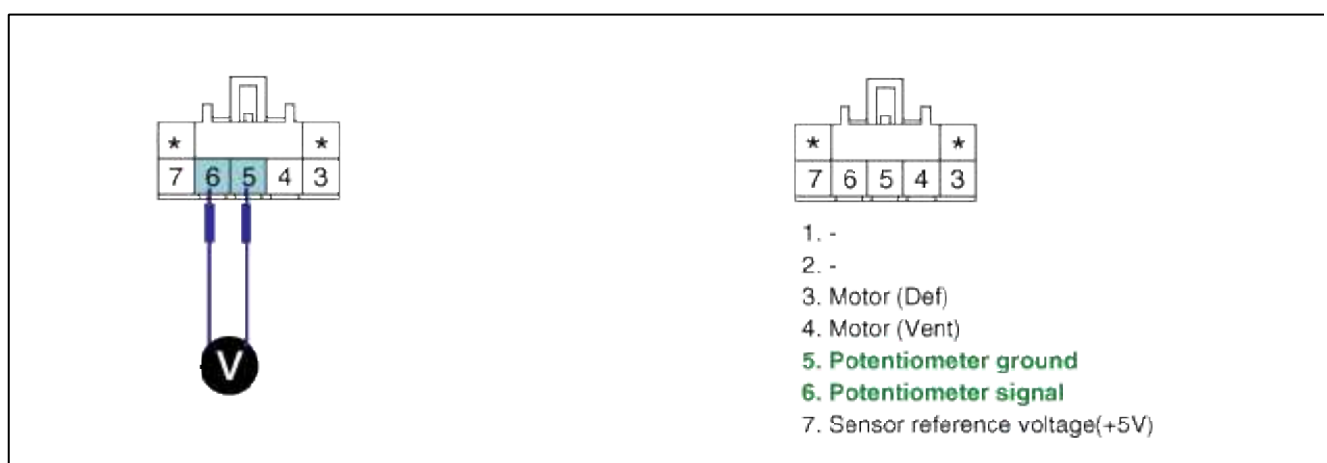 * *
7 6 5 4 3
V
* *
7 6 5 4 3
1. -
2. -
3. Motor (Def)
4. Motor (Vent)
5. Potentiometer ground
6. Potentiometer signal
7. Sensor reference voltage(+5V)